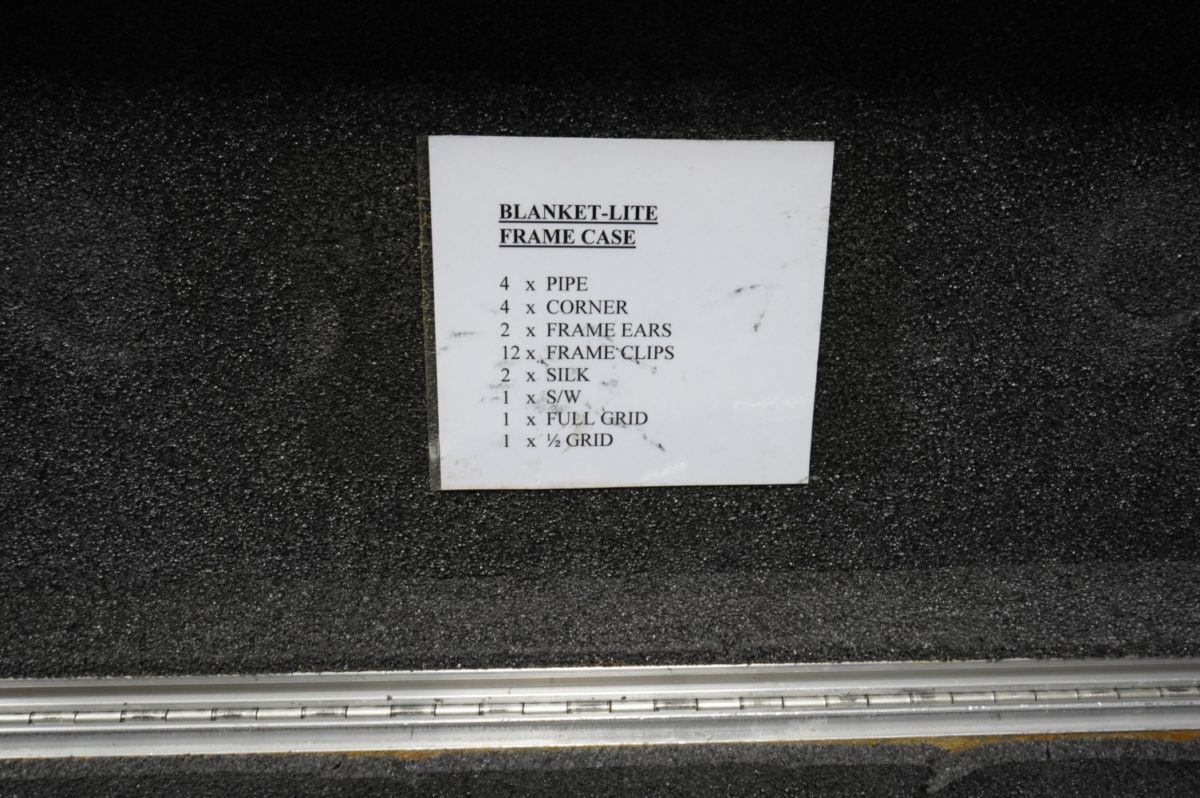 BLANKET-LITE
FRAME CASE
4 x PIPE
4 x CORNER
2 x FRAME EARS
12 x FRAME CLIPS
2 x SILK
1 x S/W
1 x FULL GRID
1 x ½ GRID